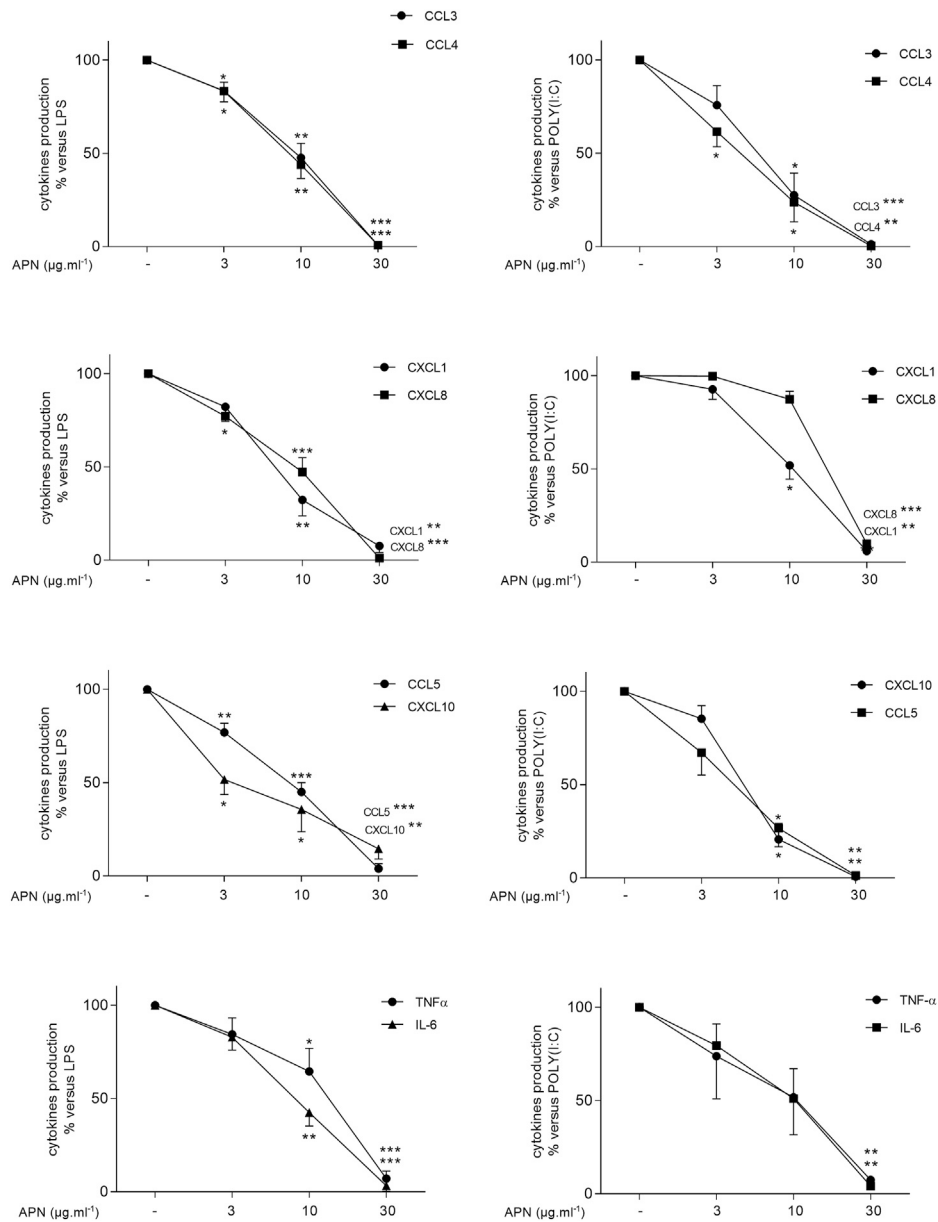 CCL3
CCL4
cytokines production
% versus LPS
100
50
0
*
*
**
**
***
***
APN (µg.ml-1)
-
3
10
30
CCL3
CCL4
cytokines production
% versus POLY(I:C)
100
50
0
*
*
*
CCL3 ***
CCL4 **
APN (µg.ml-1)
-
3
10
30
CXCL1
CXCL8
cytokines production
% versus LPS
100
50
0
*
***
**
CXCL1 **
CXCL8 ***
APN (µg.ml-1)
-
3
10
30
CXCL1
CXCL8
cytokines production
% versus POLY(I:C)
100
50
0
*
CXCL8 ***
CXCL1 **
APN (µg.ml-1)
-
3
10
30
CCL5
CXCL10
cytokines production
% versus LPS
100
50
0
**
*
***
*
CCL5 ***
CXCL10 **
APN (µg.ml-1)
-
3
10
30
CXCL10
CCL5
cytokines production
% versus POLY(I:C)
100
50
0
*
*
**
**
APN (µg.ml-1)
-
3
10
30
TNFα
IL-6
cytokines production
% versus LPS
100
50
0
*
**
***
***
APN (µg.ml-1)
-
3
10
30
TNF-α
IL-6
cytokines production
% versus POLY(I:C)
100
50
0
**
**
APN (µg.ml-1)
-
3
10
30